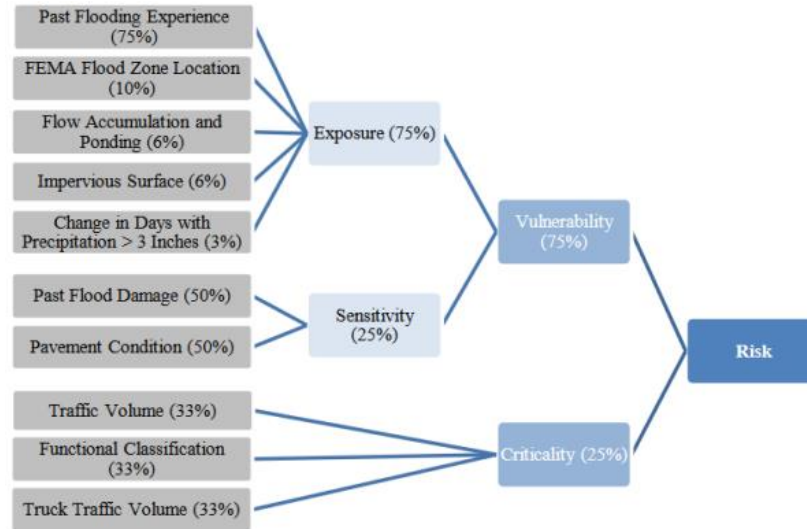 Past Flooding Experience
(75%)
FEMA Flood Zone Location
(10%)
Flow Accumulation and
Ponding (6%)
Impervious Surface (6%)
Change in Days with
Precipitation > 3 Inches (3%)
Past Flood Damage (50%)
Pavement Condition (50%)
Traffic Volume (33%)
Functional Classification
(33%)
Truck Traffic Volume (33%)
Exposure (75%)
Sensitivity
(25%)
Vulnerability
(75%)
Criticality (25%)
Risk